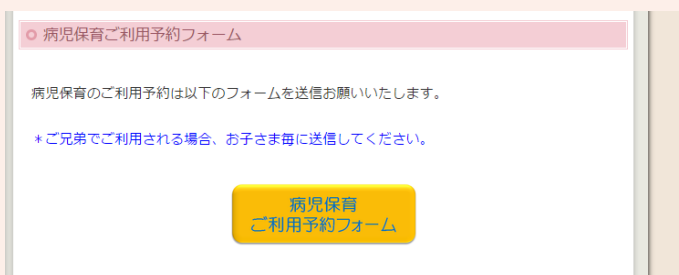 病児保育ご利用予約フォーム
病児保育のご利用予約は以下のフォームを送信お願いいたします。
＊ご兄弟でご利用される場合、お子さま毎に送信してください。
病児保育
ご利用予約フォーム